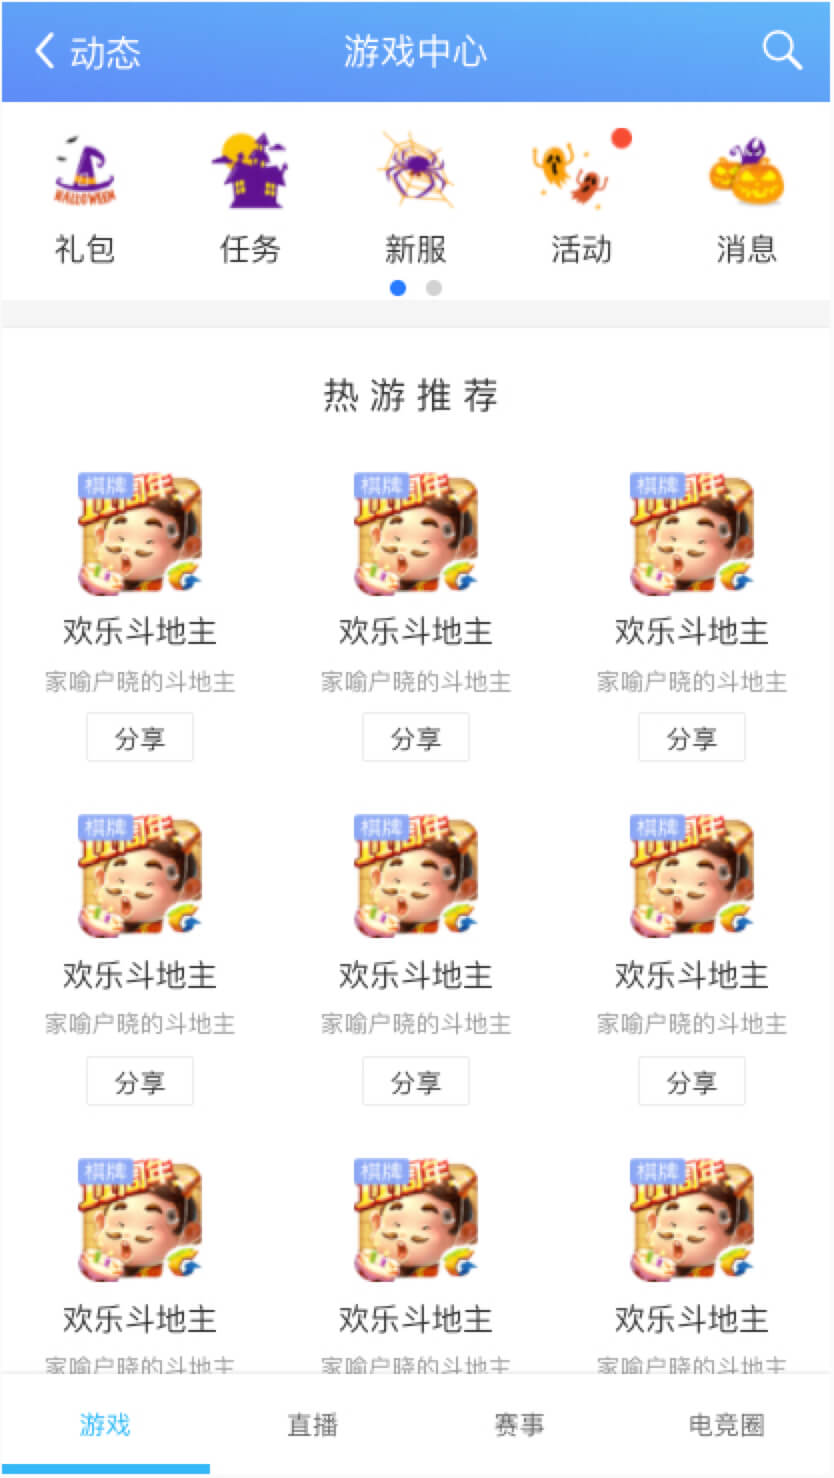 动态 游戏中心
HALLOWEEN
礼包 任务 新服 活动 消息
热游推荐
棋牌 棋牌 棋牌
11周年 11周年 11周年
欢乐斗地主 欢乐斗地主 欢乐斗地主
家喻户晓的斗地主 家喻户晓的斗地主 家喻户晓的斗地主
分享 分享 分享
棋牌 棋牌 棋牌
11周年 11周年 11周年
欢乐斗地主 欢乐斗地主 欢乐斗地主
家喻户晓的斗地主 家喻户晓的斗地主 家喻户晓的斗地主
分享 分享 分享
棋牌 棋牌 棋牌
11周年 11周年 11周年
欢乐斗地主 欢乐斗地主 欢乐斗地主
家喻户晓的斗地主 家喻户晓的斗地主 家喻户晓的斗地主
游戏 直播 赛事 电竞圈